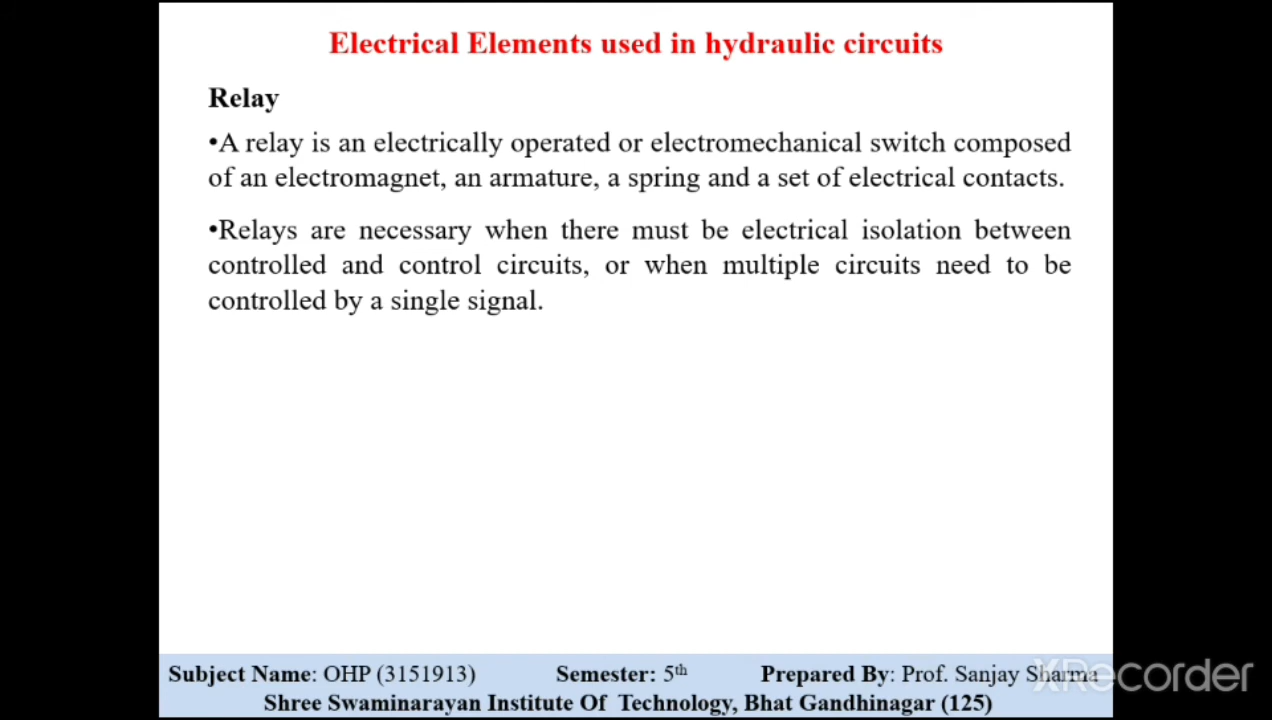 Electrical Elements used in hydraulic circuits
Relay
•A relay is an electrically operated or electromechanical switch composed
of an electromagnet, an armature, a spring and a set of electrical contacts.
•Relays are necessary when there must be electrical isolation between
controlled and control circuits, or when multiple circuits need to be
controlled by a single signal.
Subject Name: OHP (3151913) Semester: 5th Prepared By: Prof. Sanjay Sharma
XRecorder
Shree Swaminarayan Institute Of Technology, Bhat Gandhinagar (125)